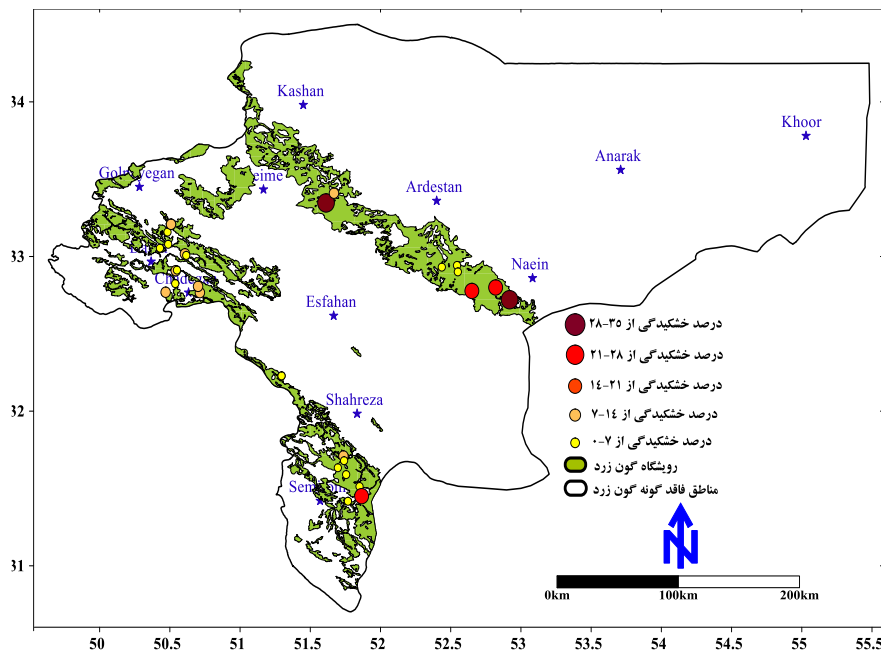 34
33
32
31
Kashan
Khoor
Anarak
Ardestan
Naein
Esfahan
Shahreza
درصد خشکیدگی از ۳۵-۲۸
درصد خشکیدگی از ۲۸-۲۱
درصد خشکیدگی از ۲۱-۱۴
درصد خشکیدگی از ۱۴-۷
درصد خشکیدگی از ۷-۰
رویشگاه گون زرد
مناطق فاقد گونه گون زرد
N
0km 100km 200km
50 50.5 51 51.5 52 52.5 53 53.5 54 54.5 55 55.5